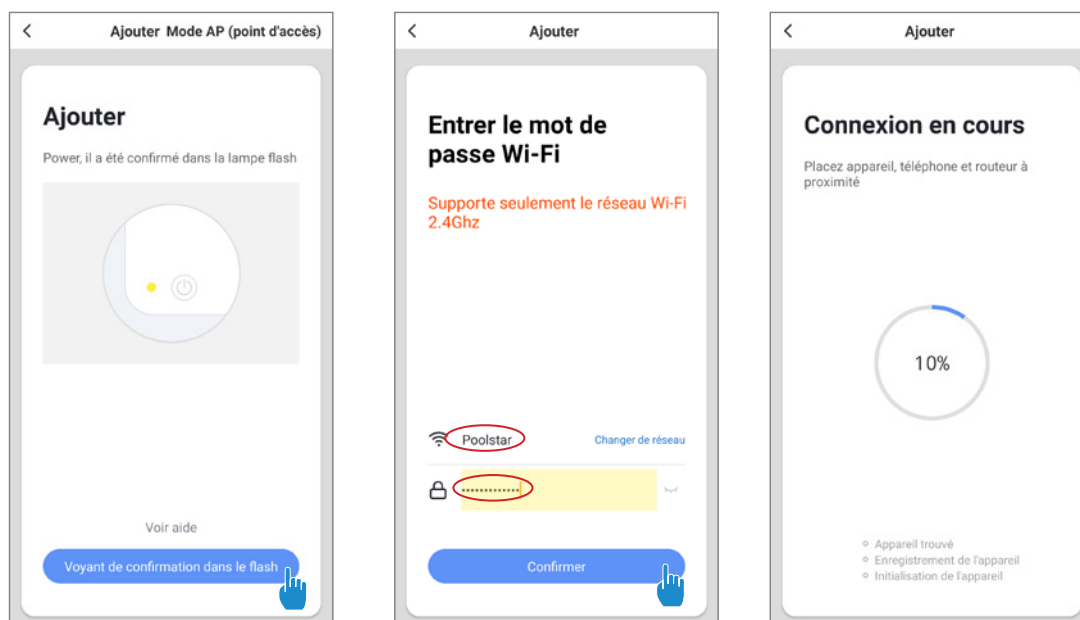 Ajouter Mode AP (point d'accès)
Ajouter
Power, il a été confirmé dans la lampe flash
Voir aide
Voyant de confirmation dans le flash
Ajouter
Entrer le mot de
passe Wi-Fi
Supporte seulement le réseau Wi-Fi
2.4Ghz
Poolstar
Changer de réseau
••••••••••••
Confirmer
Ajouter
Connexion en cours
Placez appareil, téléphone et routeur à
proximité
10%
Appareil trouvé
Enregistrement de l'appareil
Initialisation de l'appareil